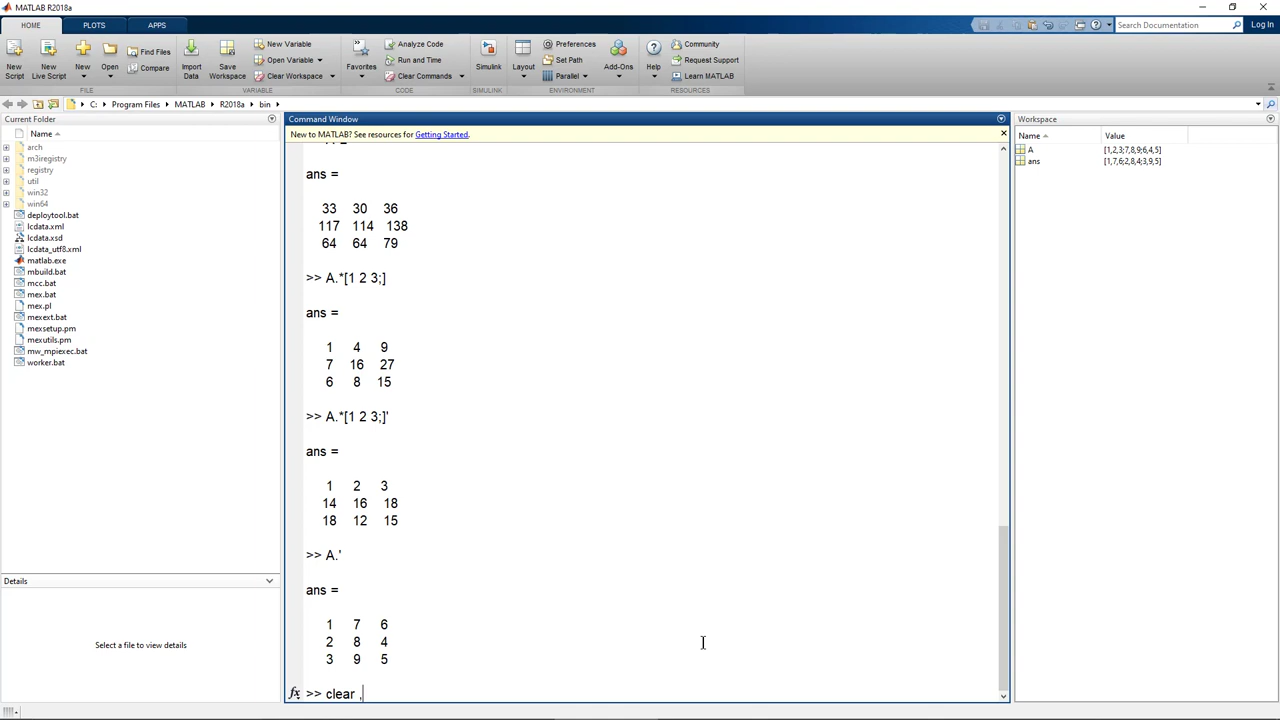 MATLAB R2018a
HOME PLOTS APPS Search Documentation Log In
New Script New Live Script New Open Find Files Compare Import Data Save Workspace New Variable Open Variable Clear Workspace Favorites Analyze Code Run and Time Clear Commands Simulink Layout Preferences Set Path Parallel Add-Ons Help Community Request Support Learn MATLAB
FILE VARIABLE CODE SIMULINK ENVIRONMENT RESOURCES
C: Program Files MATLAB R2018a bin
Current Folder
Name
arch
m3iregistry
registry
util
win32
win64
deploytool.bat
lcdata.xml
lcdata.xsd
lcdata_utf8.xml
matlab.exe
mbuild.bat
mcc.bat
mex.bat
mex.pl
mexext.bat
mexsetup.pm
mexutils.pm
mw_mpiexec.bat
worker.bat
Details
Select a file to view details
Command Window
New to MATLAB? See resources for Getting Started.
ans =
33 30 36
117 114 138
64 64 79
>> A.*[1 2 3;]
ans =
1 4 9
7 16 27
6 8 15
>> A.*[1 2 3;]'
ans =
1 2 3
14 16 18
18 12 15
>> A.'
ans =
1 7 6
2 8 4
3 9 5
fx >> clear ,
Workspace
Name Value
A [1,2,3;7,8,9;6,4,5]
ans [1,7,6;2,8,4;3,9,5]